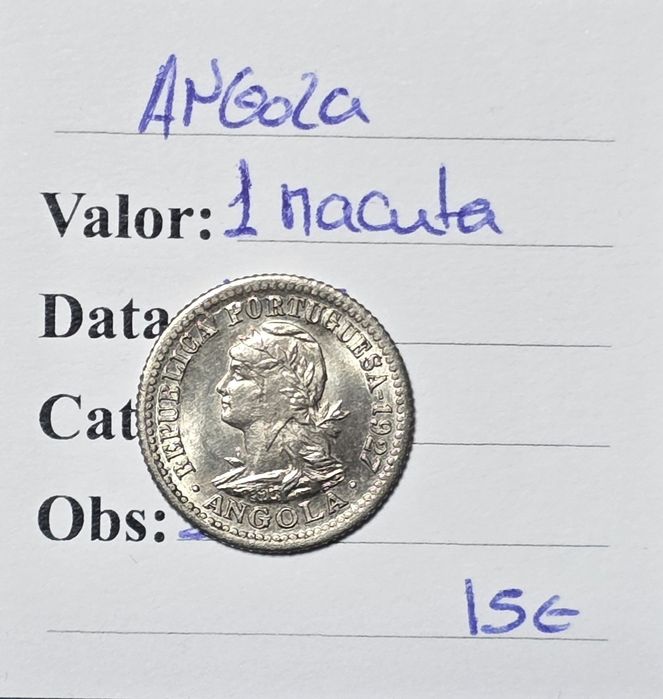 ANGOLA
Valor: 1 Macuta
Data
Cat
Obs:
15€
REPUBLICA PORTUGUESA · 1927
· ANGOLA ·